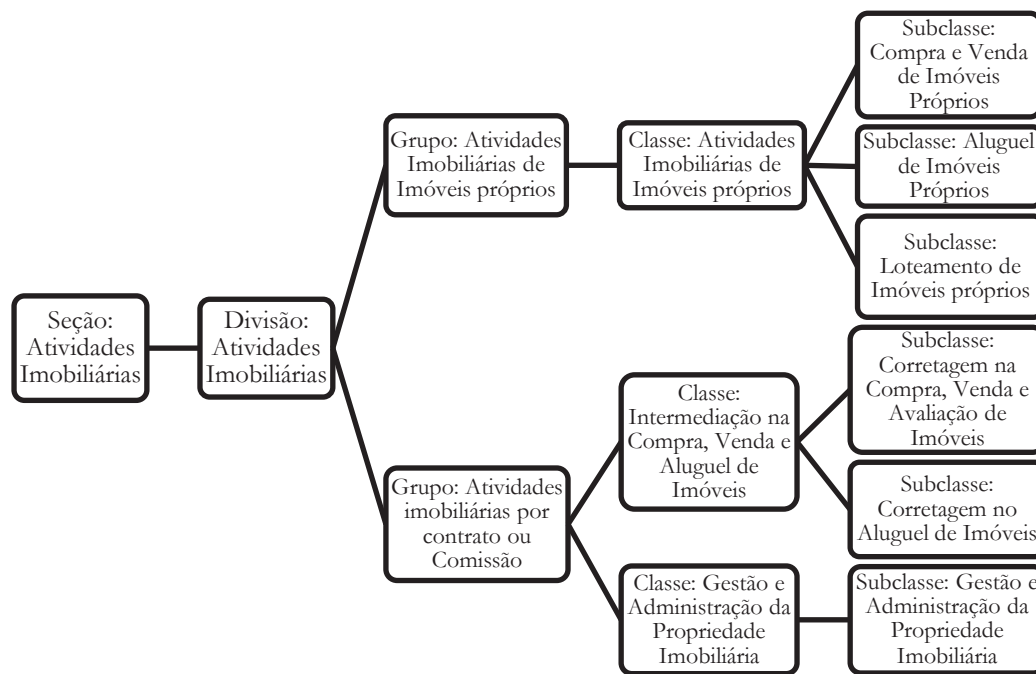 Seção:
Atividades
Imobiliárias
Divisão:
Atividades
Imobiliárias
Grupo: Atividades
Imobiliárias de
Imóveis próprios
Classe: Atividades
Imobiliárias de
Imóveis próprios
Subclasse:
Compra e Venda
de Imóveis
Próprios
Subclasse: Aluguel
de Imóveis
Próprios
Subclasse:
Loteamento de
Imóveis próprios
Grupo: Atividades
imobiliárias por
contrato ou
Comissão
Classe:
Intermediação na
Compra, Venda e
Aluguel de
Imóveis
Subclasse:
Corretagem na
Compra, Venda e
Avaliação de
Imóveis
Subclasse:
Corretagem no
Aluguel de Imóveis
Classe: Gestão e
Administração da
Propriedade
Imobiliária
Subclasse: Gestão e
Administração da
Propriedade
Imobiliária